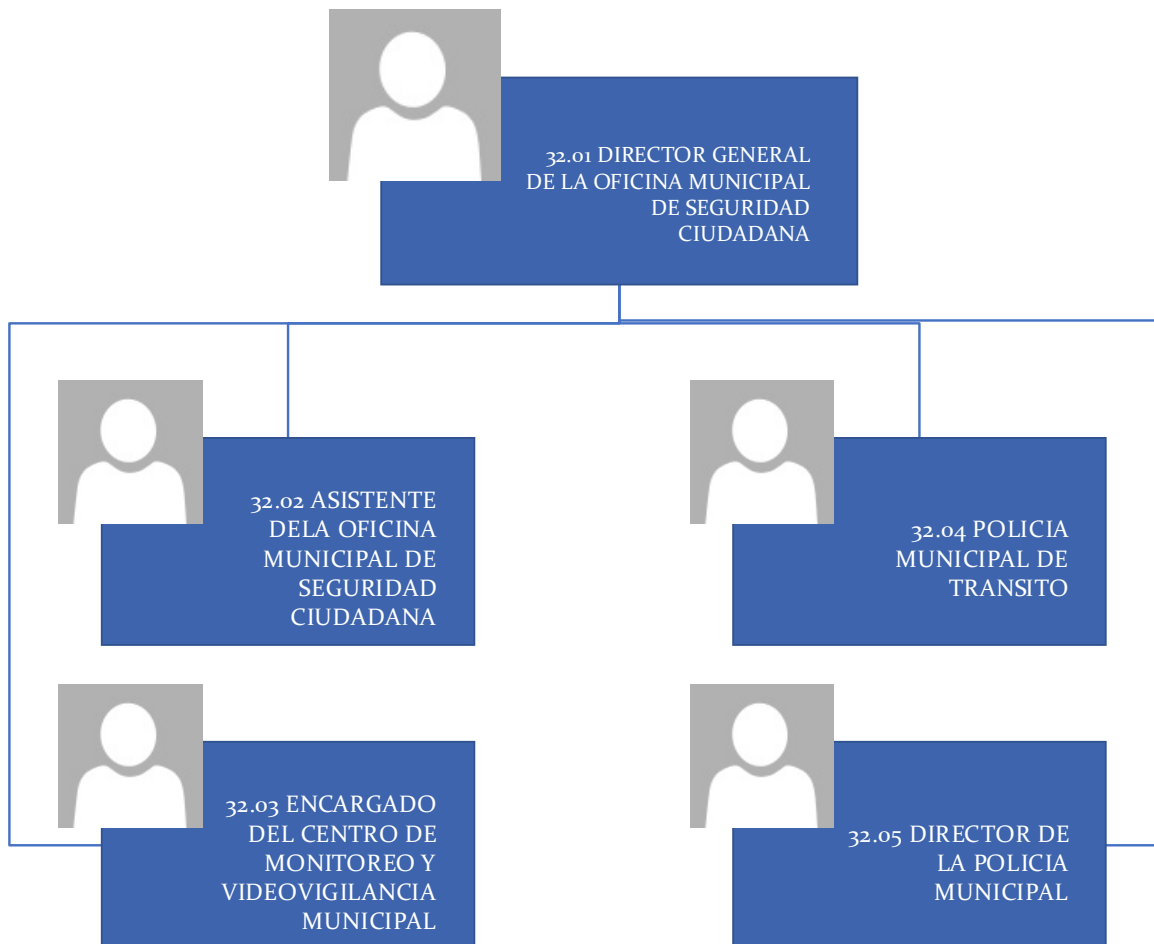 32.01 DIRECTOR GENERAL
DE LA OFICINA MUNICIPAL
DE SEGURIDAD
CIUDADANA
32.02 ASISTENTE
DELA OFICINA
MUNICIPAL DE
SEGURIDAD
CIUDADANA
32.04 POLICIA
MUNICIPAL DE
TRANSITO
32.03 ENCARGADO
DEL CENTRO DE
MONITOREO Y
VIDEOVIGILANCIA
MUNICIPAL
32.05 DIRECTOR DE
LA POLICIA
MUNICIPAL